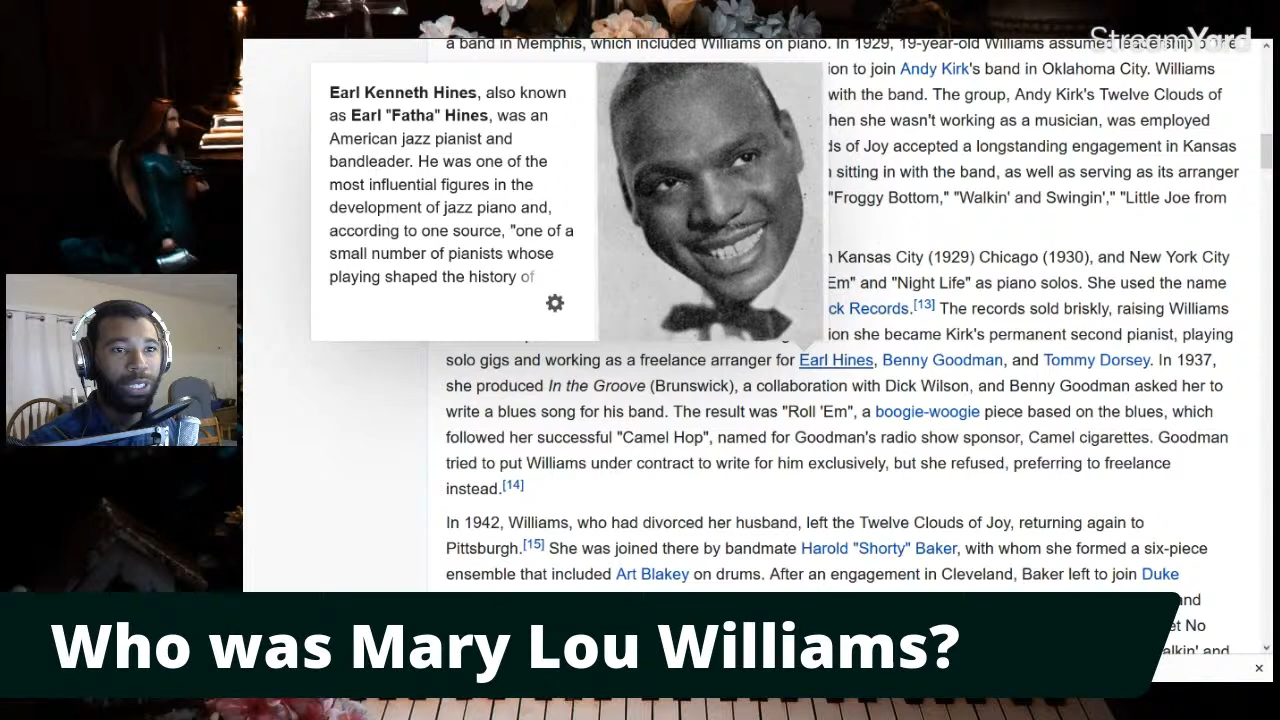 StreamYard
a band in Memphis, which included Williams on piano. In 1929, 19-year-old Williams assumed leadership of the
ion to join Andy Kirk's band in Oklahoma City. Williams
with the band. The group, Andy Kirk's Twelve Clouds of
hen she wasn't working as a musician, was employed
ds of Joy accepted a longstanding engagement in Kansas
sitting in with the band, as well as serving as its arranger
"Froggy Bottom," "Walkin' and Swingin'," "Little Joe from
Earl Kenneth Hines, also known
as Earl "Fatha" Hines, was an
American jazz pianist and
bandleader. He was one of the
most influential figures in the
development of jazz piano and,
according to one source, "one of a
small number of pianists whose
playing shaped the history of
Kansas City (1929) Chicago (1930), and New York City
Em" and "Night Life" as piano solos. She used the name
ck Records.[13] The records sold briskly, raising Williams
ion she became Kirk's permanent second pianist, playing
solo gigs and working as a freelance arranger for Earl Hines, Benny Goodman, and Tommy Dorsey. In 1937,
she produced In the Groove (Brunswick), a collaboration with Dick Wilson, and Benny Goodman asked her to
write a blues song for his band. The result was "Roll 'Em", a boogie-woogie piece based on the blues, which
followed her successful "Camel Hop", named for Goodman's radio show sponsor, Camel cigarettes. Goodman
tried to put Williams under contract to write for him exclusively, but she refused, preferring to freelance
instead.[14]
In 1942, Williams, who had divorced her husband, left the Twelve Clouds of Joy, returning again to
Pittsburgh.[15] She was joined there by bandmate Harold "Shorty" Baker, with whom she formed a six-piece
ensemble that included Art Blakey on drums. After an engagement in Cleveland, Baker left to join Duke
and
et No
alkin' and
Who was Mary Lou Williams?